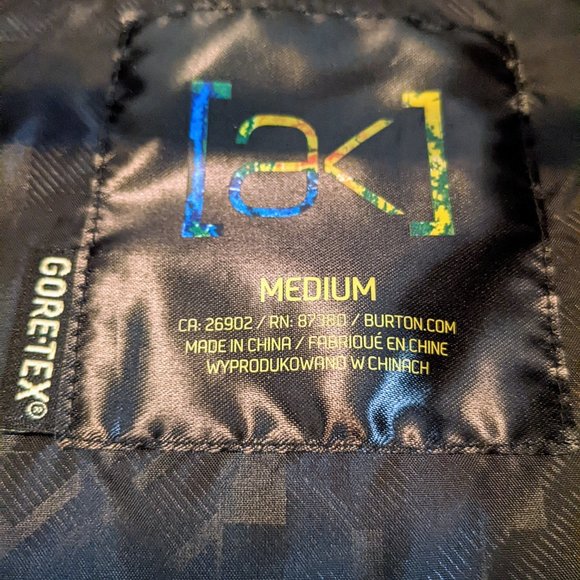 [ak]
MEDIUM
CA: 26902 / RN: 87380 / BURTON.COM
MADE IN CHINA / FABRIQUÉ EN CHINE
WYPRODUKOWANO W CHINACH
GORE-TEX®